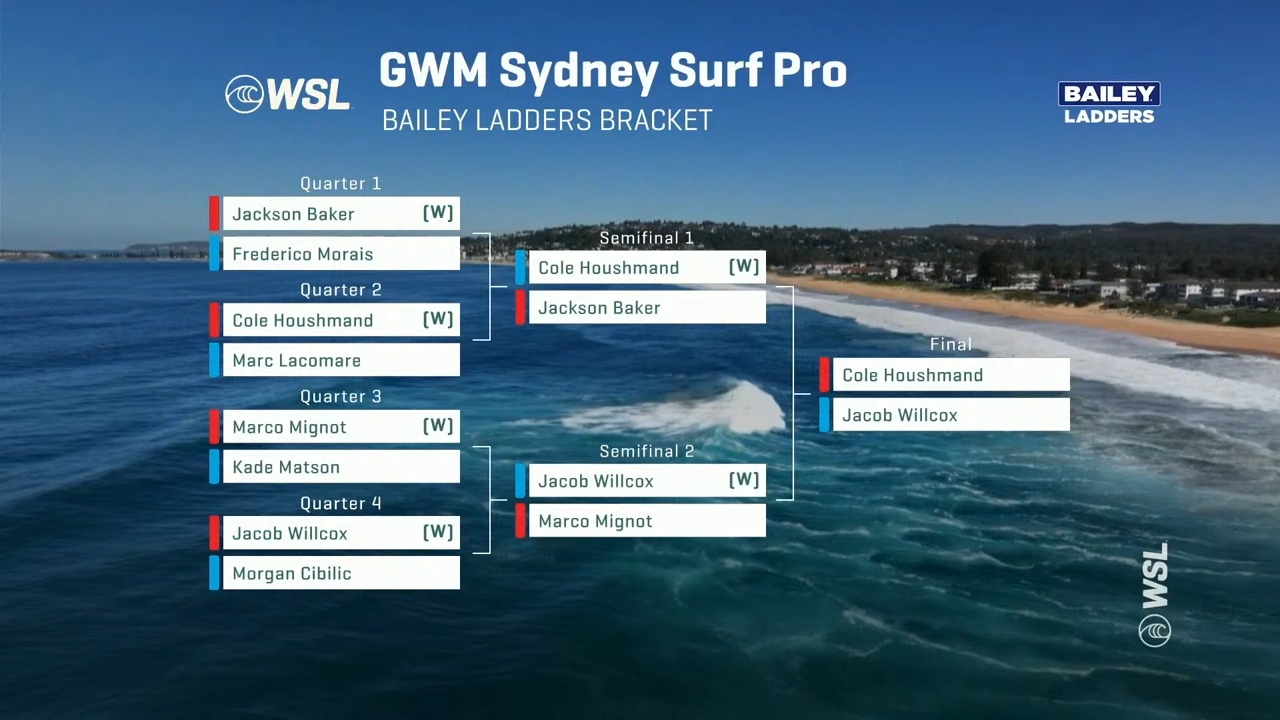 WSL
GWM Sydney Surf Pro
BAILEY LADDERS BRACKET
BAILEY
LADDERS
Quarter 1
Jackson Baker (W)
Frederico Morais
Quarter 2
Cole Houshmand (W)
Marc Lacomare
Quarter 3
Marco Mignot (W)
Kade Matson
Quarter 4
Jacob Willcox (W)
Morgan Cibilic
Semifinal 1
Cole Houshmand (W)
Jackson Baker
Semifinal 2
Jacob Willcox (W)
Marco Mignot
Final
Cole Houshmand
Jacob Willcox
WSL